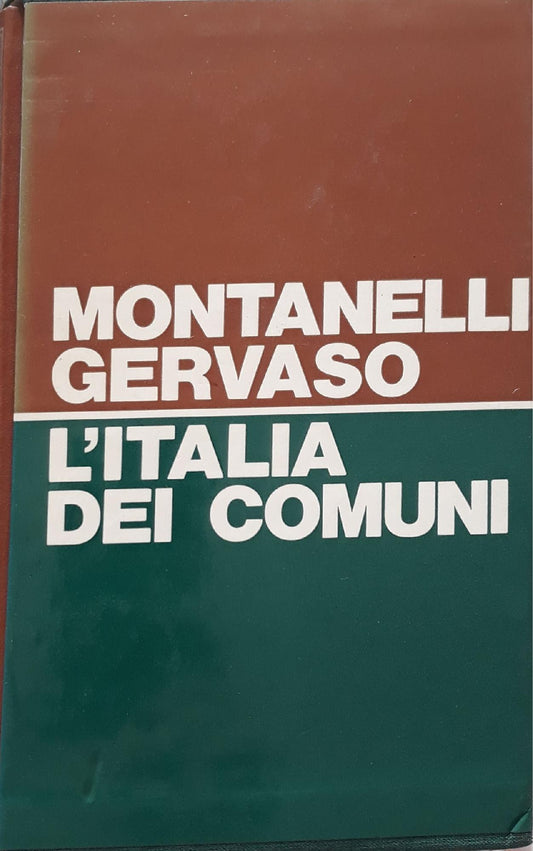 MONTANELLI
GERVASO
L'ITALIA
DEI COMUNI